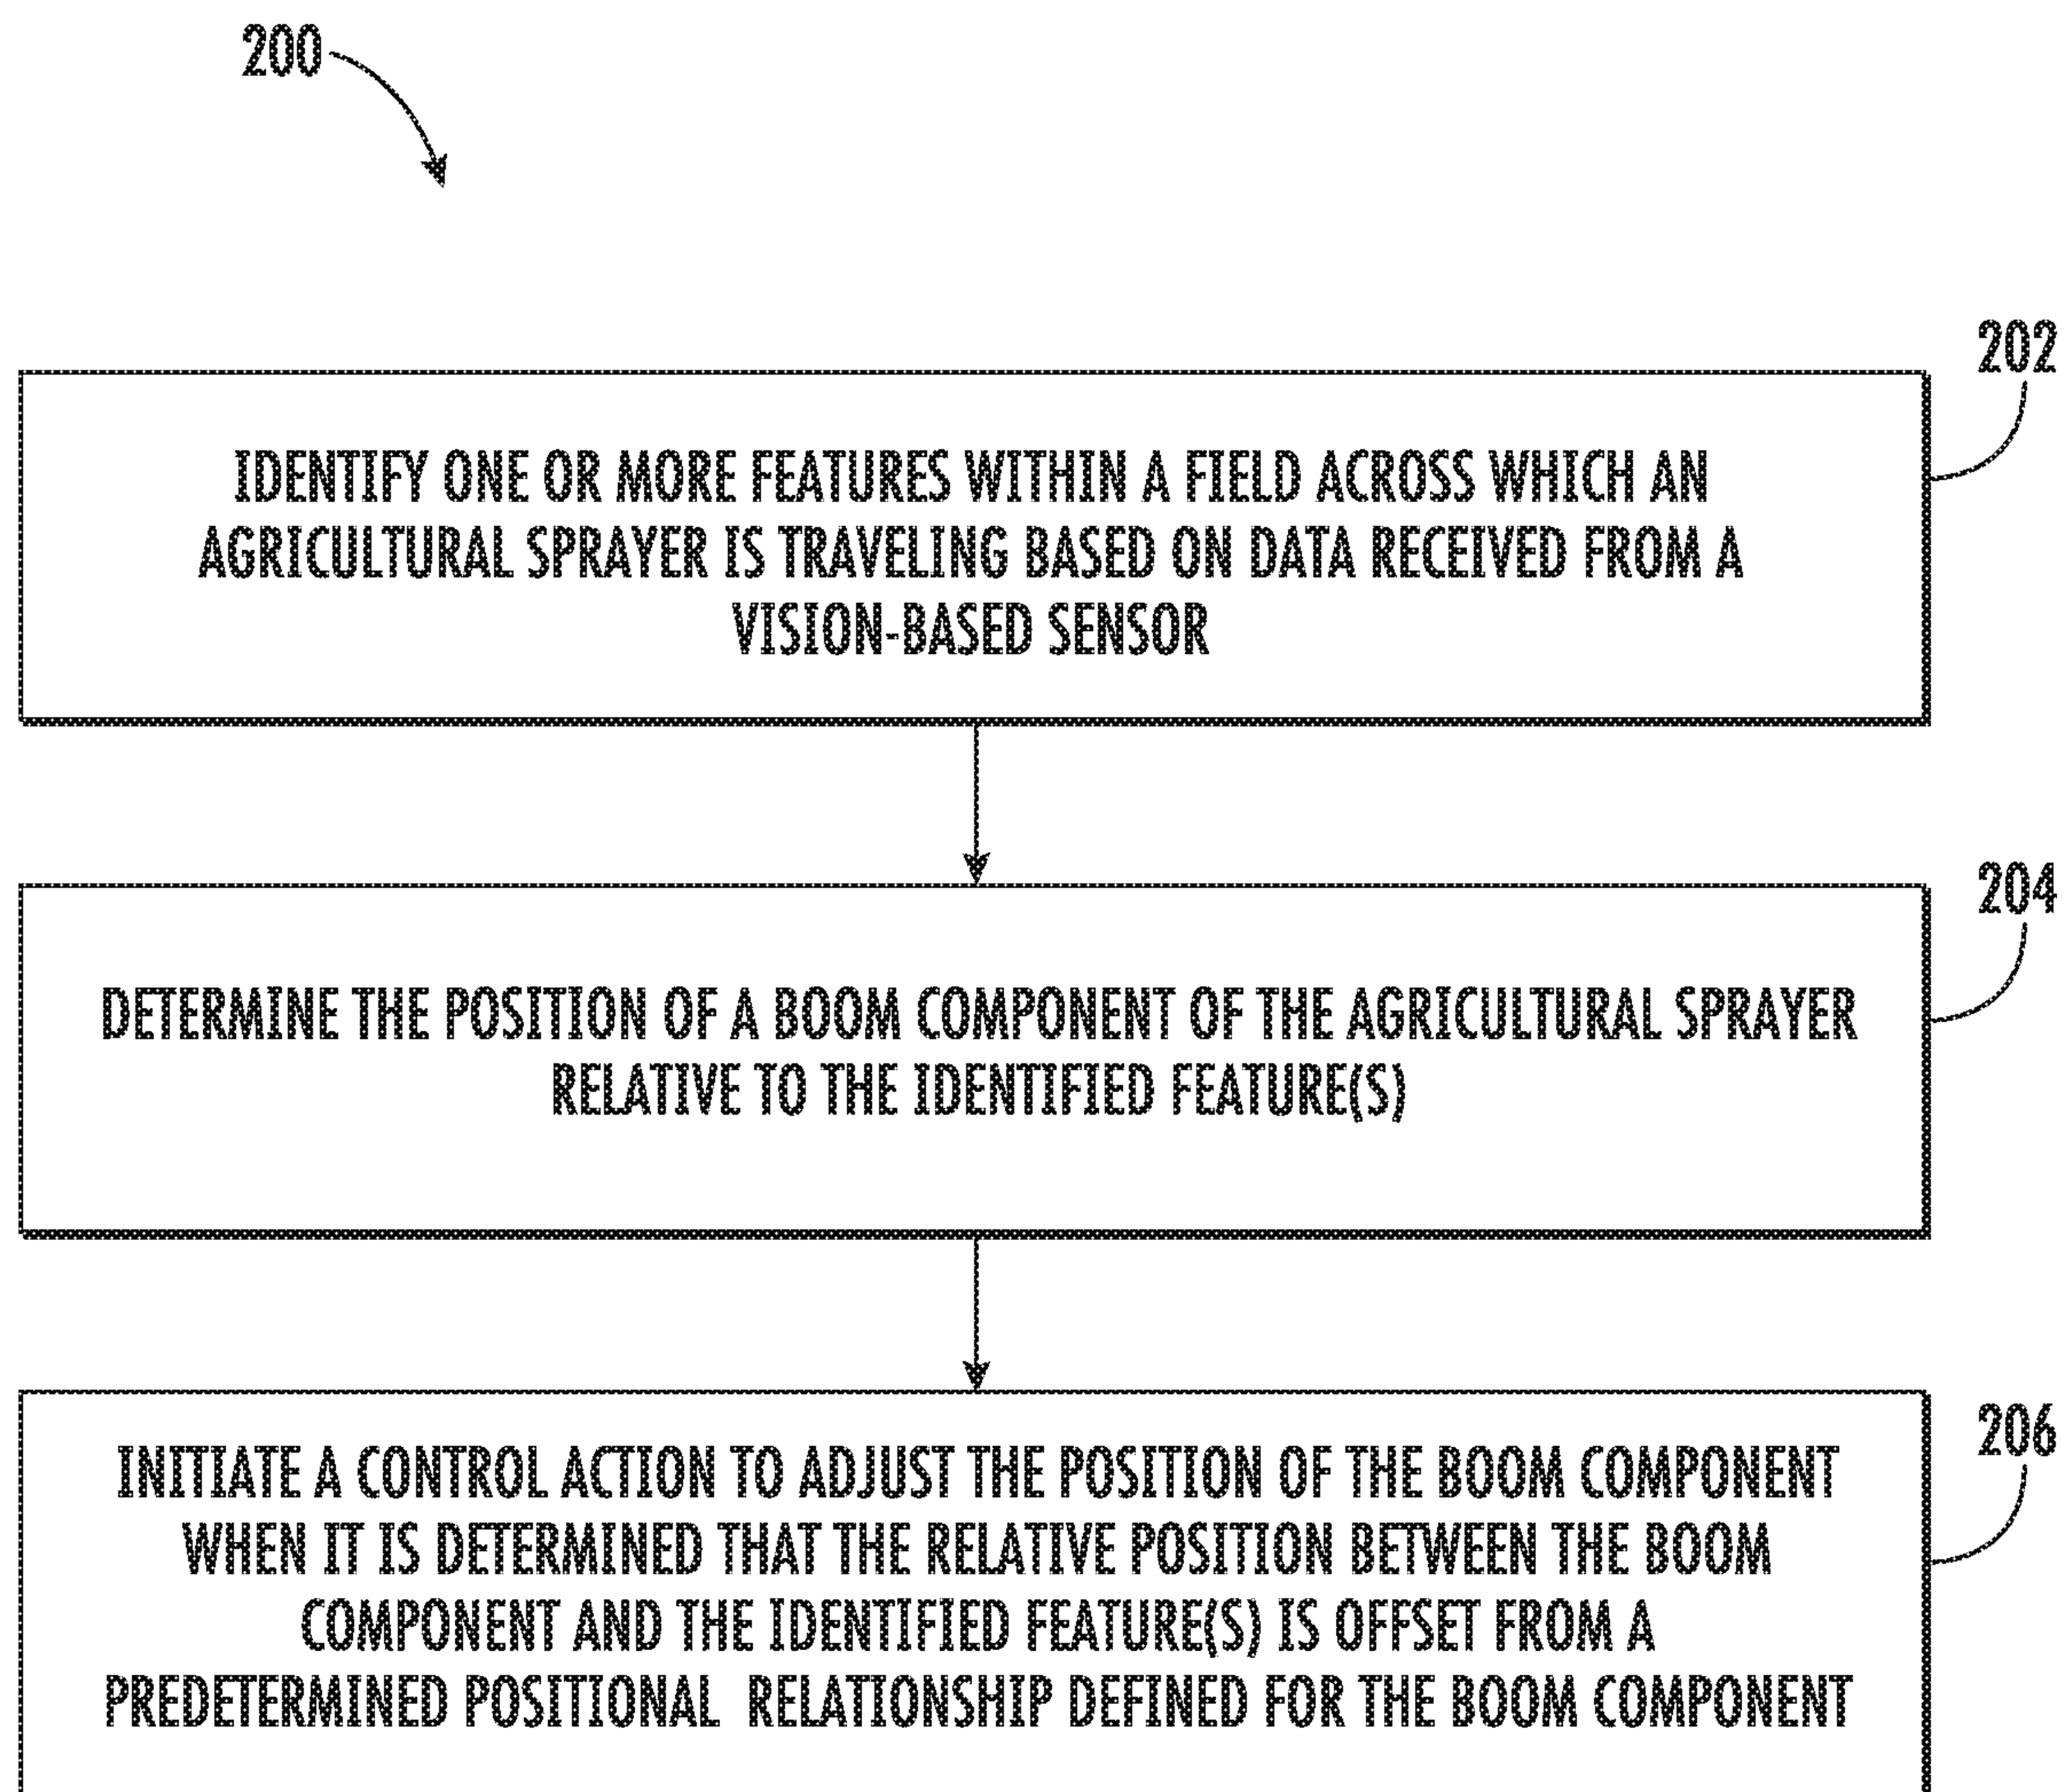 200
202
IDENTIFY ONE OR MORE FEATURES WITHIN A FIELD ACROSS WHICH AN
AGRICULTURAL SPRAYER IS TRAVELING BASED ON DATA RECEIVED FROM A
VISION-BASED SENSOR
204
DETERMINE THE POSITION OF A BOOM COMPONENT OF THE AGRICULTURAL SPRAYER
RELATIVE TO THE IDENTIFIED FEATURE(S)
206
INITIATE A CONTROL ACTION TO ADJUST THE POSITION OF THE BOOM COMPONENT
WHEN IT IS DETERMINED THAT THE RELATIVE POSITION BETWEEN THE BOOM
COMPONENT AND THE IDENTIFIED FEATURE(S) IS OFFSET FROM A
PREDETERMINED POSITIONAL RELATIONSHIP DEFINED FOR THE BOOM COMPONENT